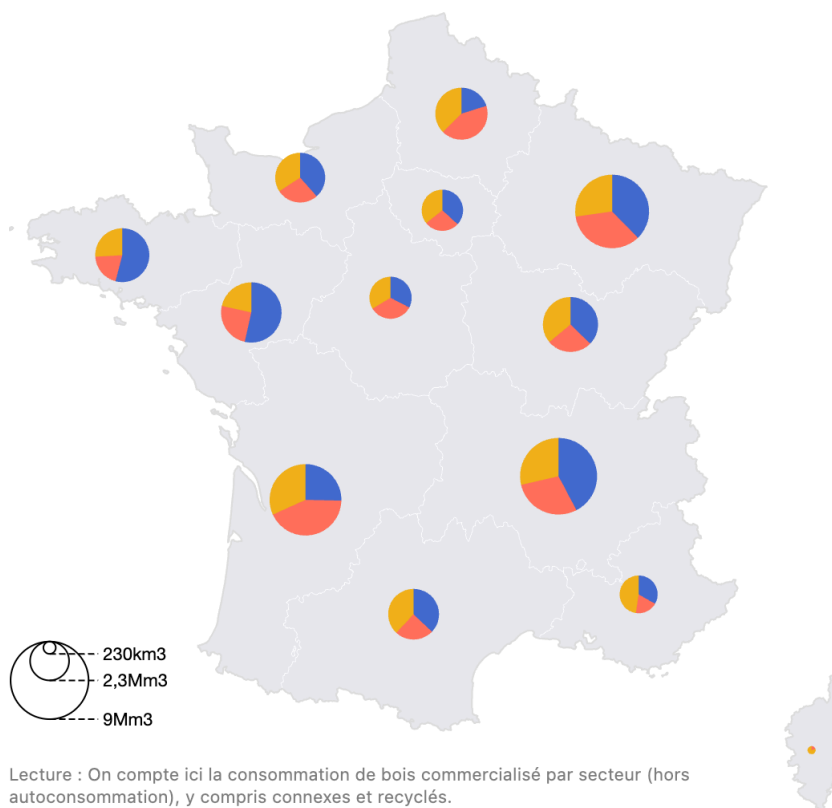 230km3
2,3Mm3
9Mm3
Lecture : On compte ici la consommation de bois commercialisé par secteur (hors
autoconsommation), y compris connexes et recyclés.